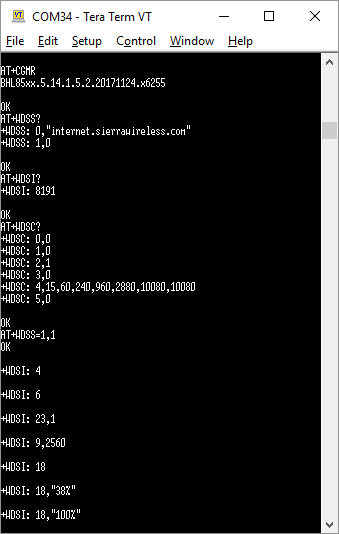 COM34 - Tera Term VT
File Edit Setup Control Window Help
AT+CGMR
BHL85xx.5.14.1.5.2.20171124.x6255
OK
AT+WDSS?
+WDSS: 0,"internet.sierrawireless.com"
+WDSS: 1,0
OK
AT+WDSI?
+WDSI: 8191
OK
AT+WDSC?
+WDSC: 0,0
+WDSC: 1,0
+WDSC: 2,1
+WDSC: 3,0
+WDSC: 4,15,60,240,960,2880,10080,10080
+WDSC: 5,0
OK
AT+WDSS=1,1
OK
+WDSI: 4
+WDSI: 6
+WDSI: 23,1
+WDSI: 9,2560
+WDSI: 18
+WDSI: 18,"38%"
+WDSI: 18,"100%"